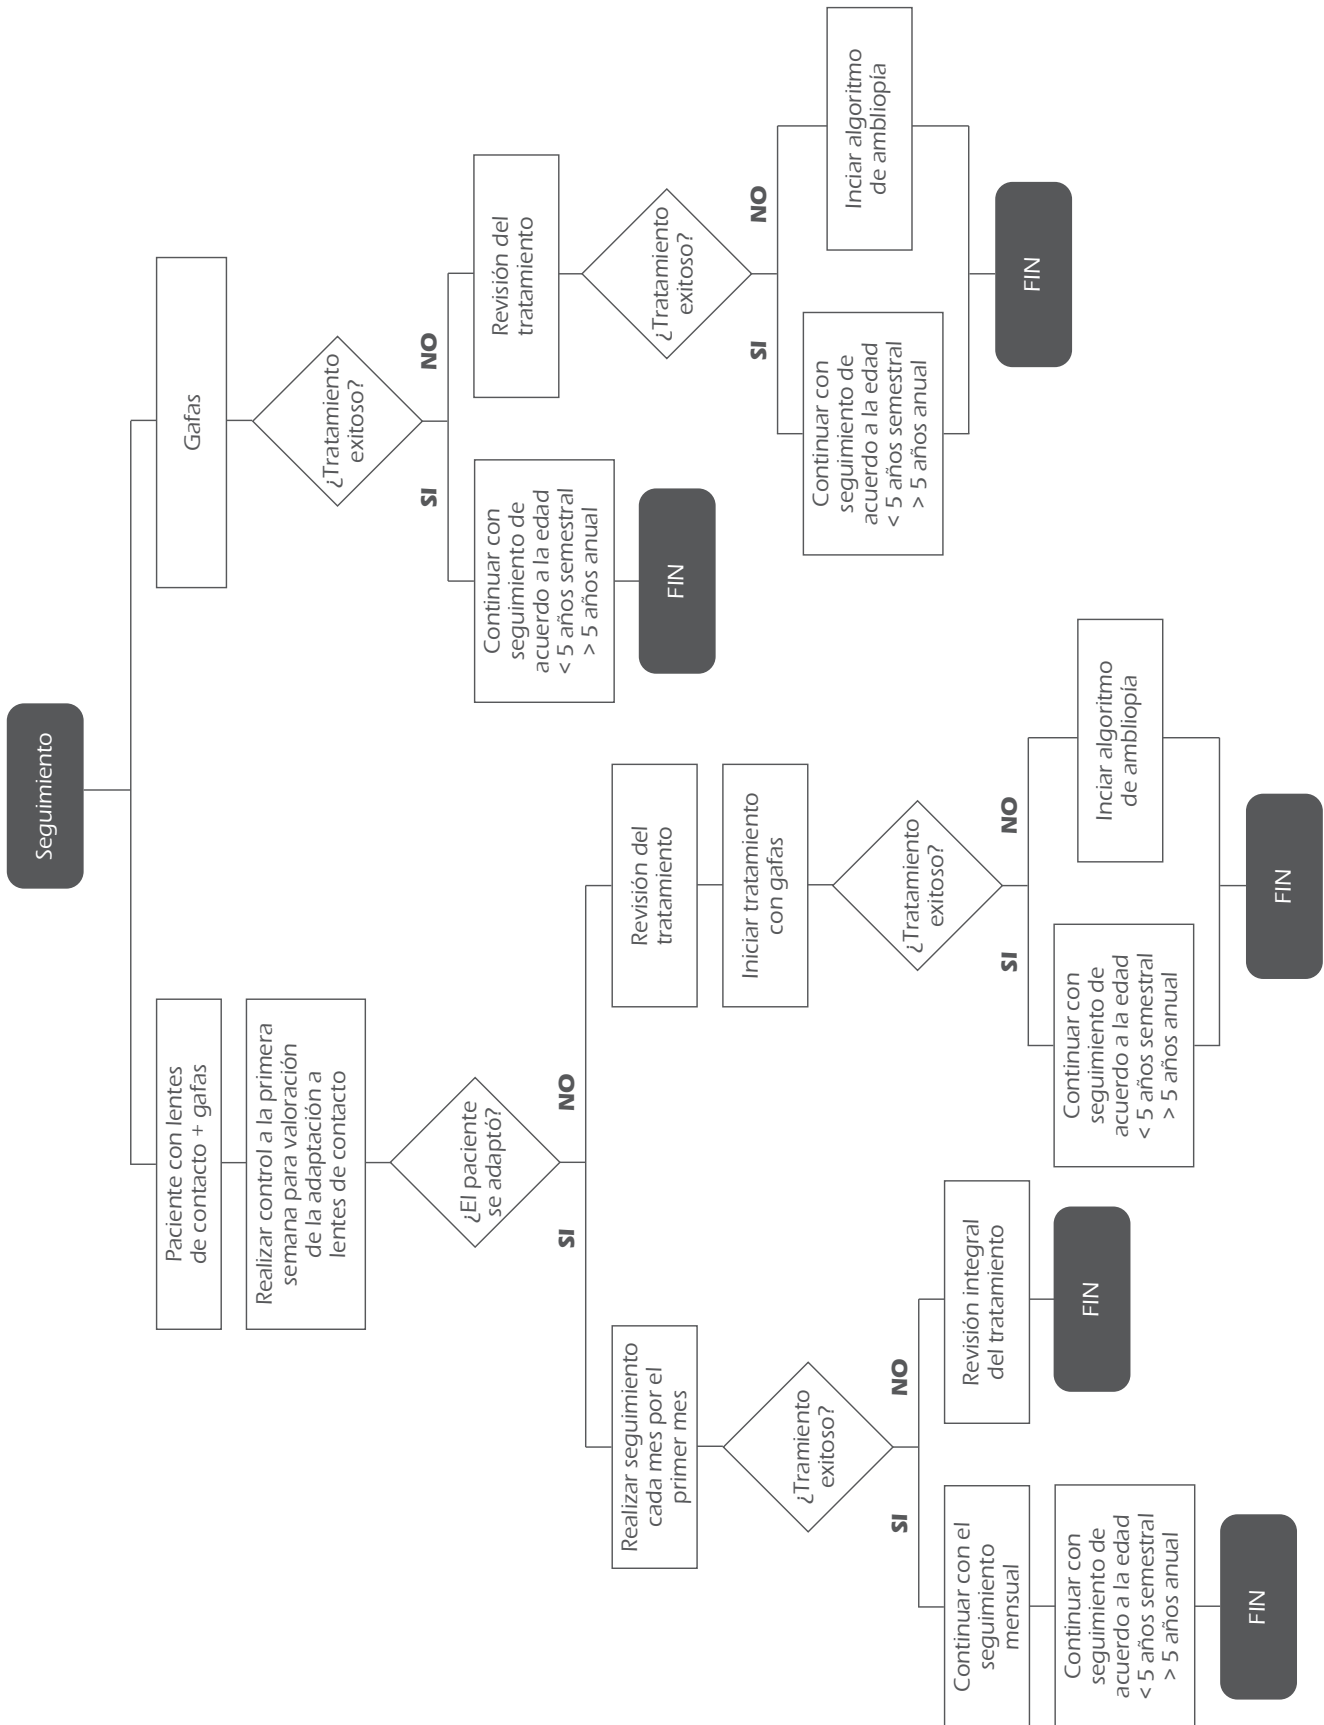 Seguimiento
Paciente con lentes
de contacto + gafas
Realizar control a la primera
semana para valoración
de la adaptación a
lentes de contacto
¿El paciente
se adaptó?
SI
NO
Realizar seguimiento
cada mes por el
primer mes
¿Tramiento
exitoso?
SI
NO
Continuar con el
seguimiento
mensual
Continuar con
seguimiento de
acuerdo a la edad
< 5 años semestral
> 5 años anual
FIN
Revisión integral
del tratamiento
FIN
Revisión del
tratamiento
Iniciar tratamiento
con gafas
¿Tratamiento
exitoso?
SI
NO
Continuar con
seguimiento de
acuerdo a la edad
< 5 años semestral
> 5 años anual
Inciar algoritmo
de ambliopía
FIN
Gafas
¿Tratamiento
exitoso?
SI
NO
Continuar con
seguimiento de
acuerdo a la edad
< 5 años semestral
> 5 años anual
FIN
Revisión del
tratamiento
¿Tratamiento
exitoso?
SI
NO
Continuar con
seguimiento de
acuerdo a la edad
< 5 años semestral
> 5 años anual
Inciar algoritmo
de ambliopía
FIN